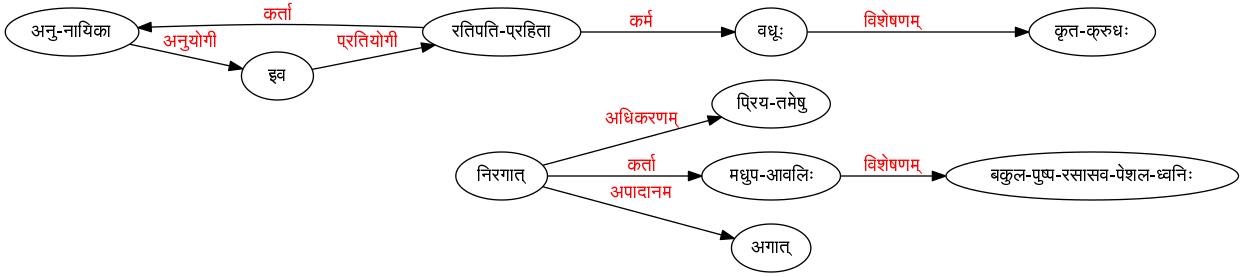 कर्ता
अनु-नायिका
रतिपति-प्रहिता
कर्म
वधूः
विशेषणम्
कृत-क्रुधः
अनुयोगी
प्रतियोगी
इव
प्रिय-तमेषु
अधिकरणम्
निरगात्
कर्ता
मधुप-आवलिः
विशेषणम्
बकुल-पुष्प-रसासव-पेशल-ध्वनिः
अपादानम
अगात्